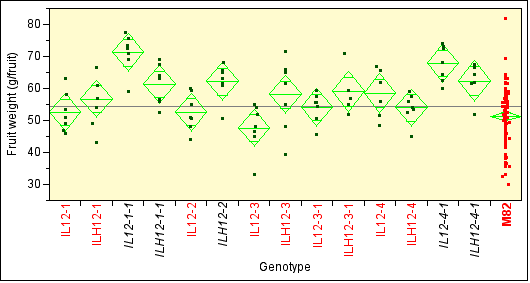 Fruit weight (g/fruit)
80
70
60
50
40
30
IL12-1
ILH12-1
IL12-1-1
ILH12-1-1
IL12-2
ILH12-2
IL12-3
ILH12-3
IL12-3-1
ILH12-3-1
IL12-4
ILH12-4
IL12-4-1
ILH12-4-1
M82
Genotype